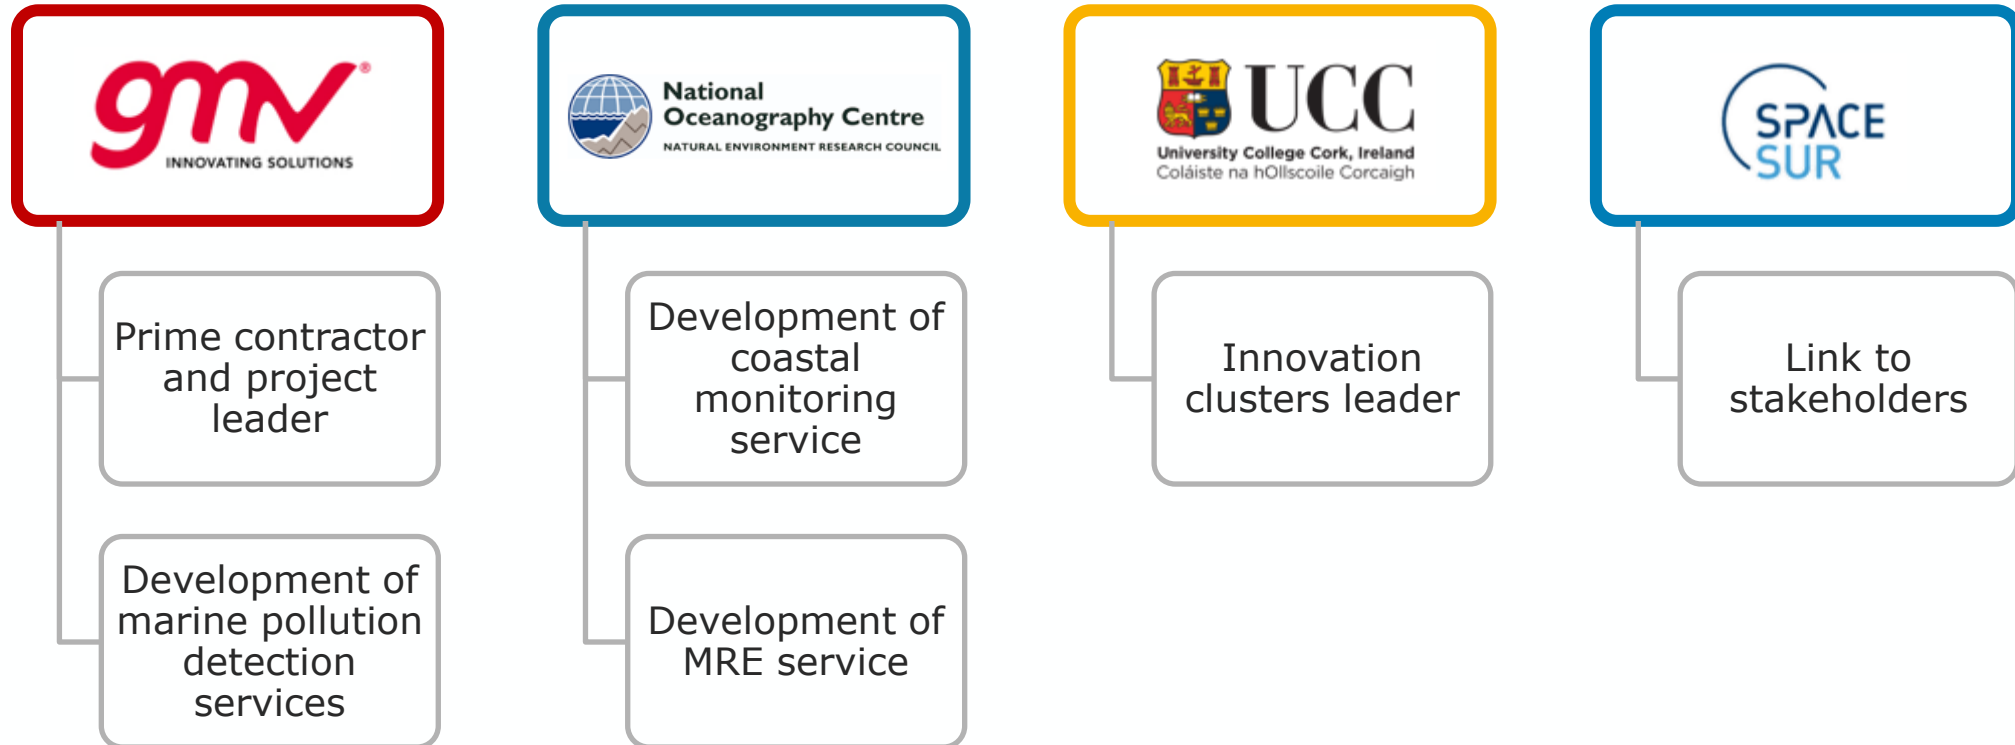 gmv®
INNOVATING SOLUTIONS
Prime contractor
and project
leader
Development of
marine pollution
detection
services
National
Oceanography Centre
NATURAL ENVIRONMENT RESEARCH COUNCIL
Development of
coastal
monitoring
service
Development of
MRE service
UCC
University College Cork, Ireland
Coláiste na hOllscoile Corcaigh
Innovation
clusters leader
SPACE
SUR
Link to
stakeholders